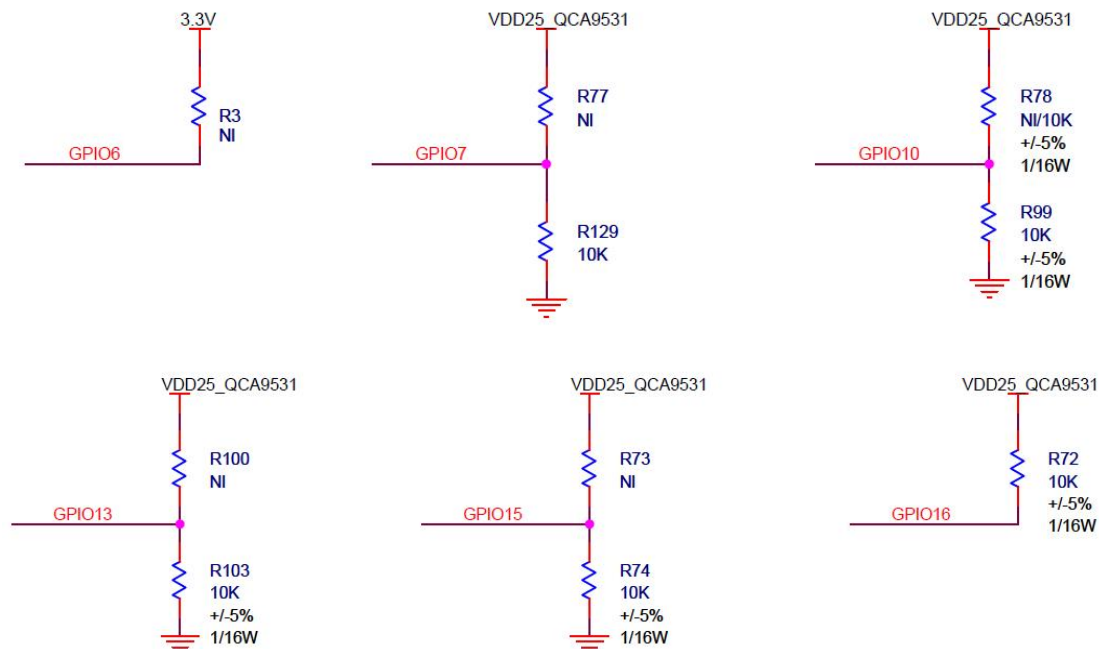 3.3V
R3
NI
GPIO6
VDD25_QCA9531
R77
NI
GPIO7
R129
10K
VDD25_QCA9531
R78
NI/10K
+/-5%
1/16W
GPIO10
R99
10K
+/-5%
1/16W
VDD25_QCA9531
R100
NI
GPIO13
R103
10K
+/-5%
1/16W
VDD25_QCA9531
R73
NI
GPIO15
R74
10K
+/-5%
1/16W
VDD25_QCA9531
R72
10K
+/-5%
1/16W
GPIO16